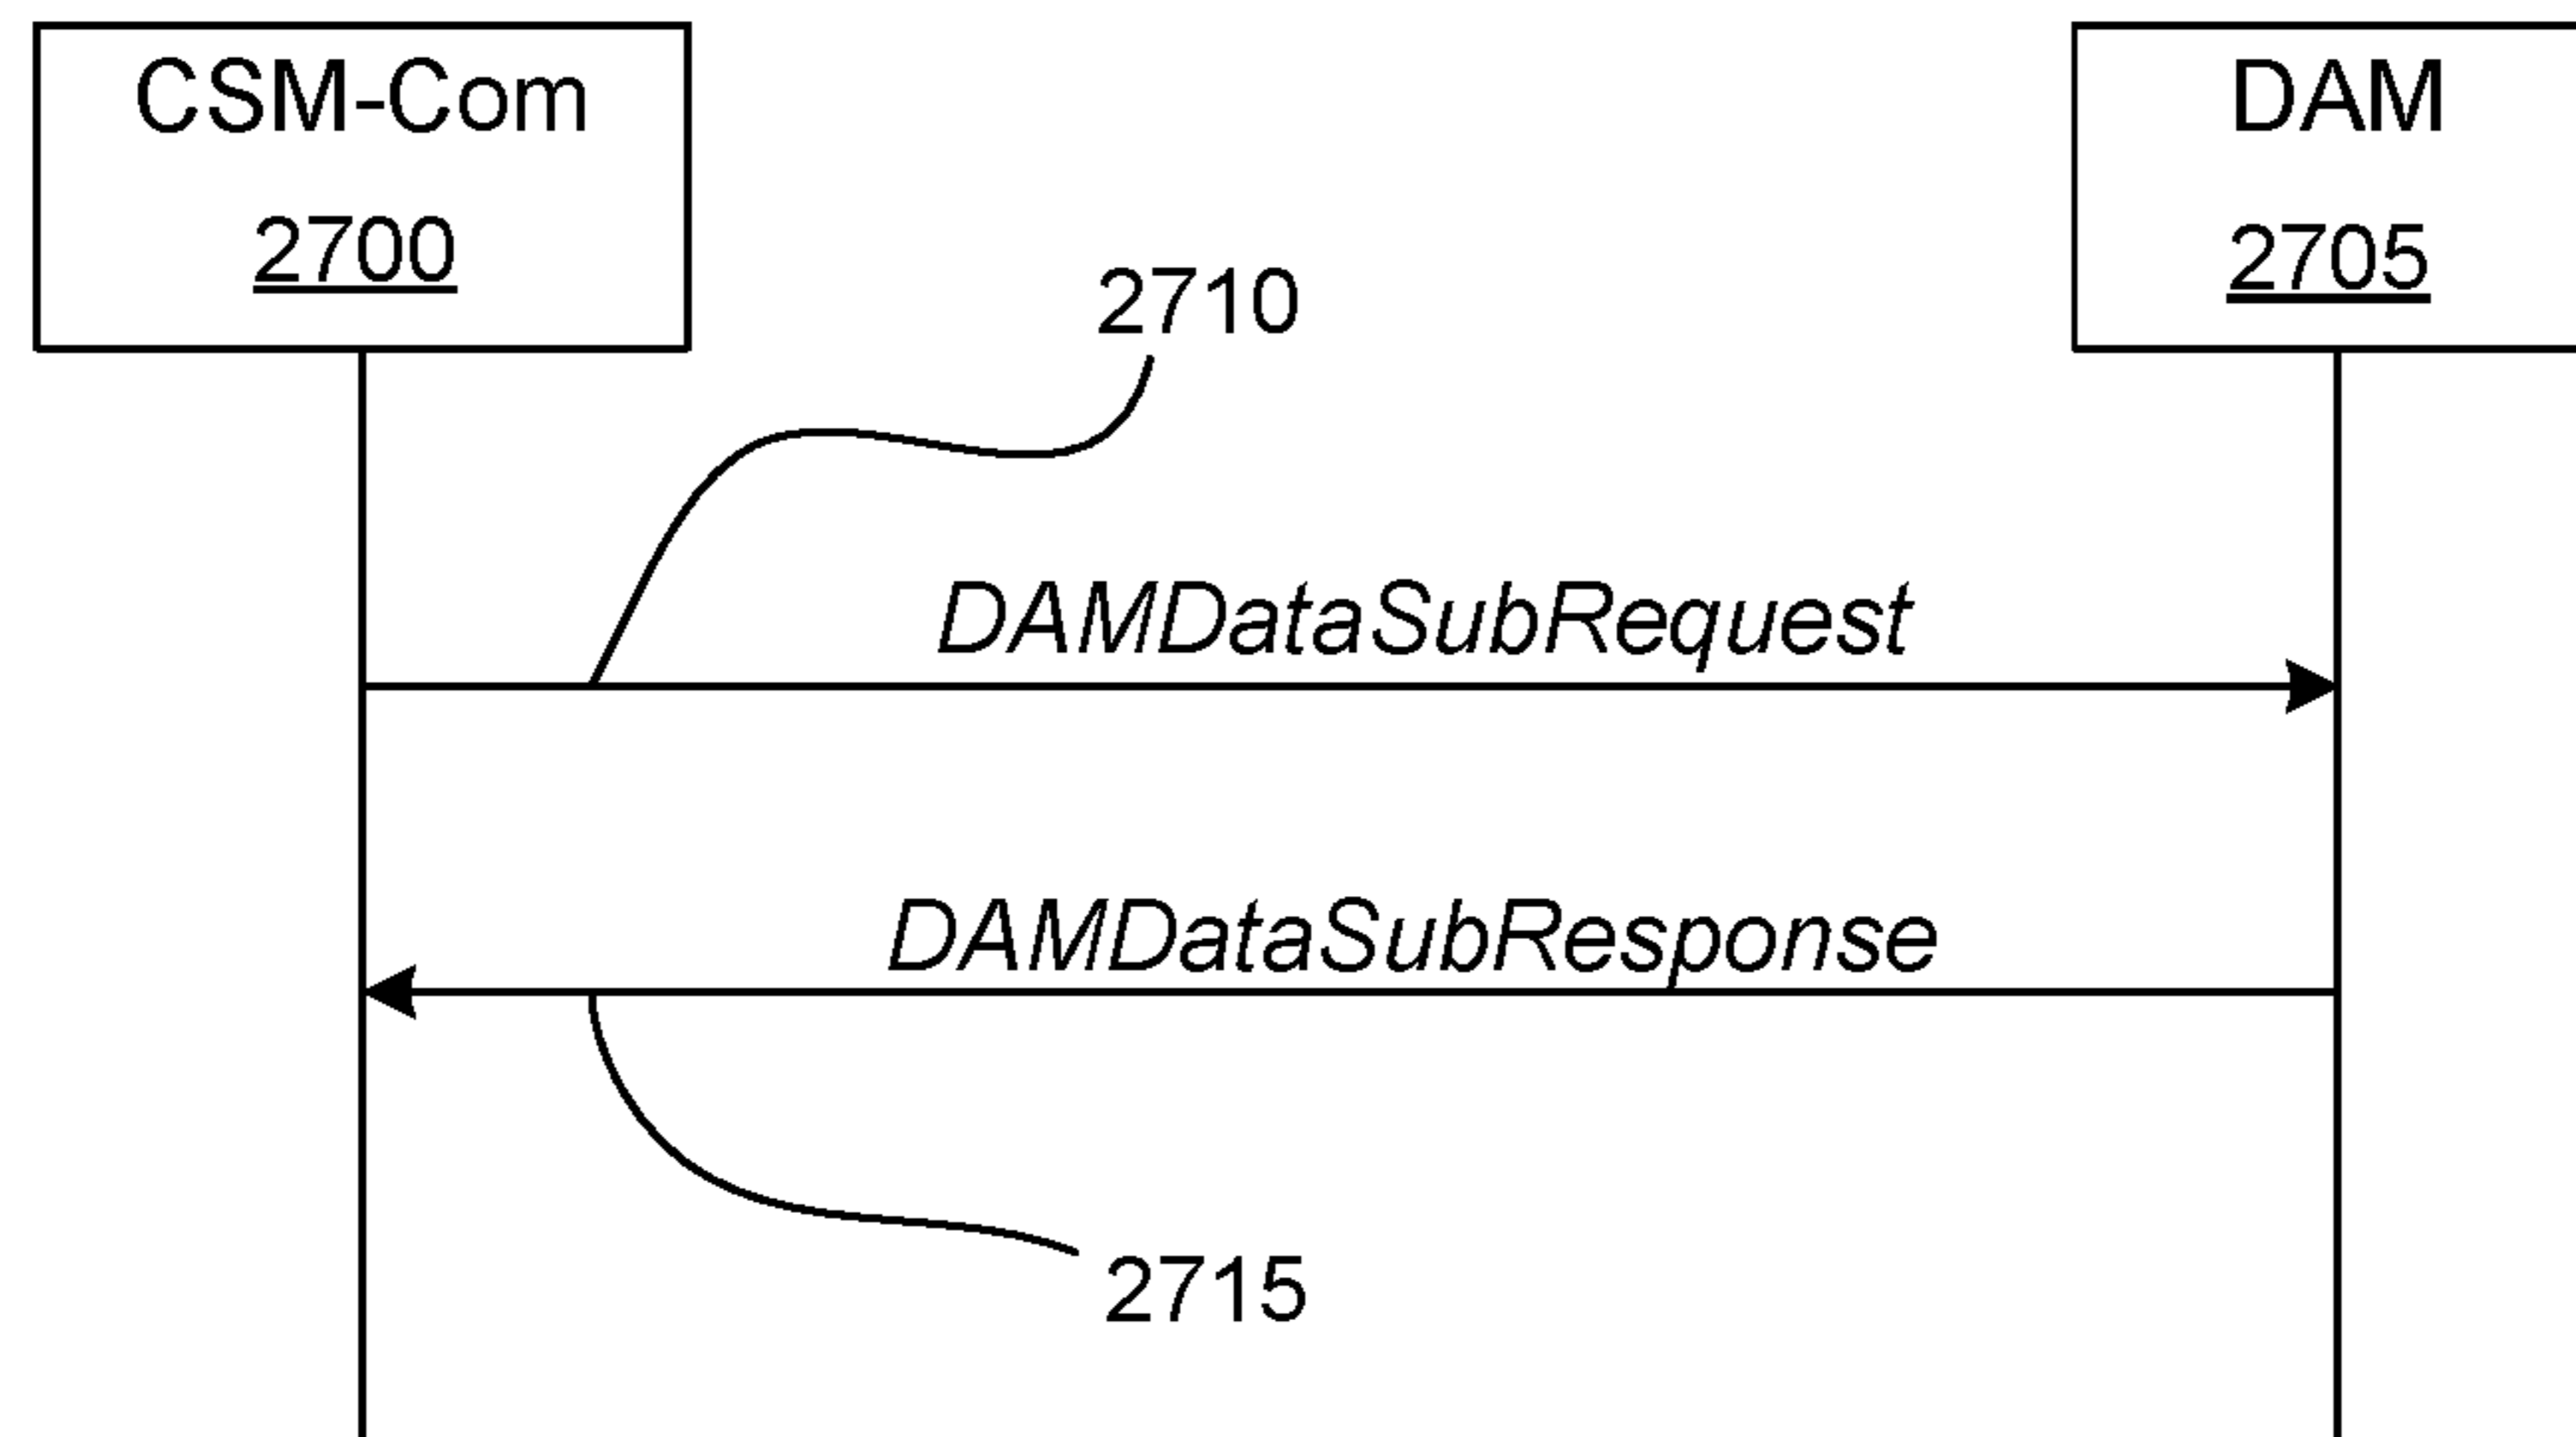 CSM-Com
2700
DAM
2705
2710
DAMDataSubRequest
DAMDataSubResponse
2715